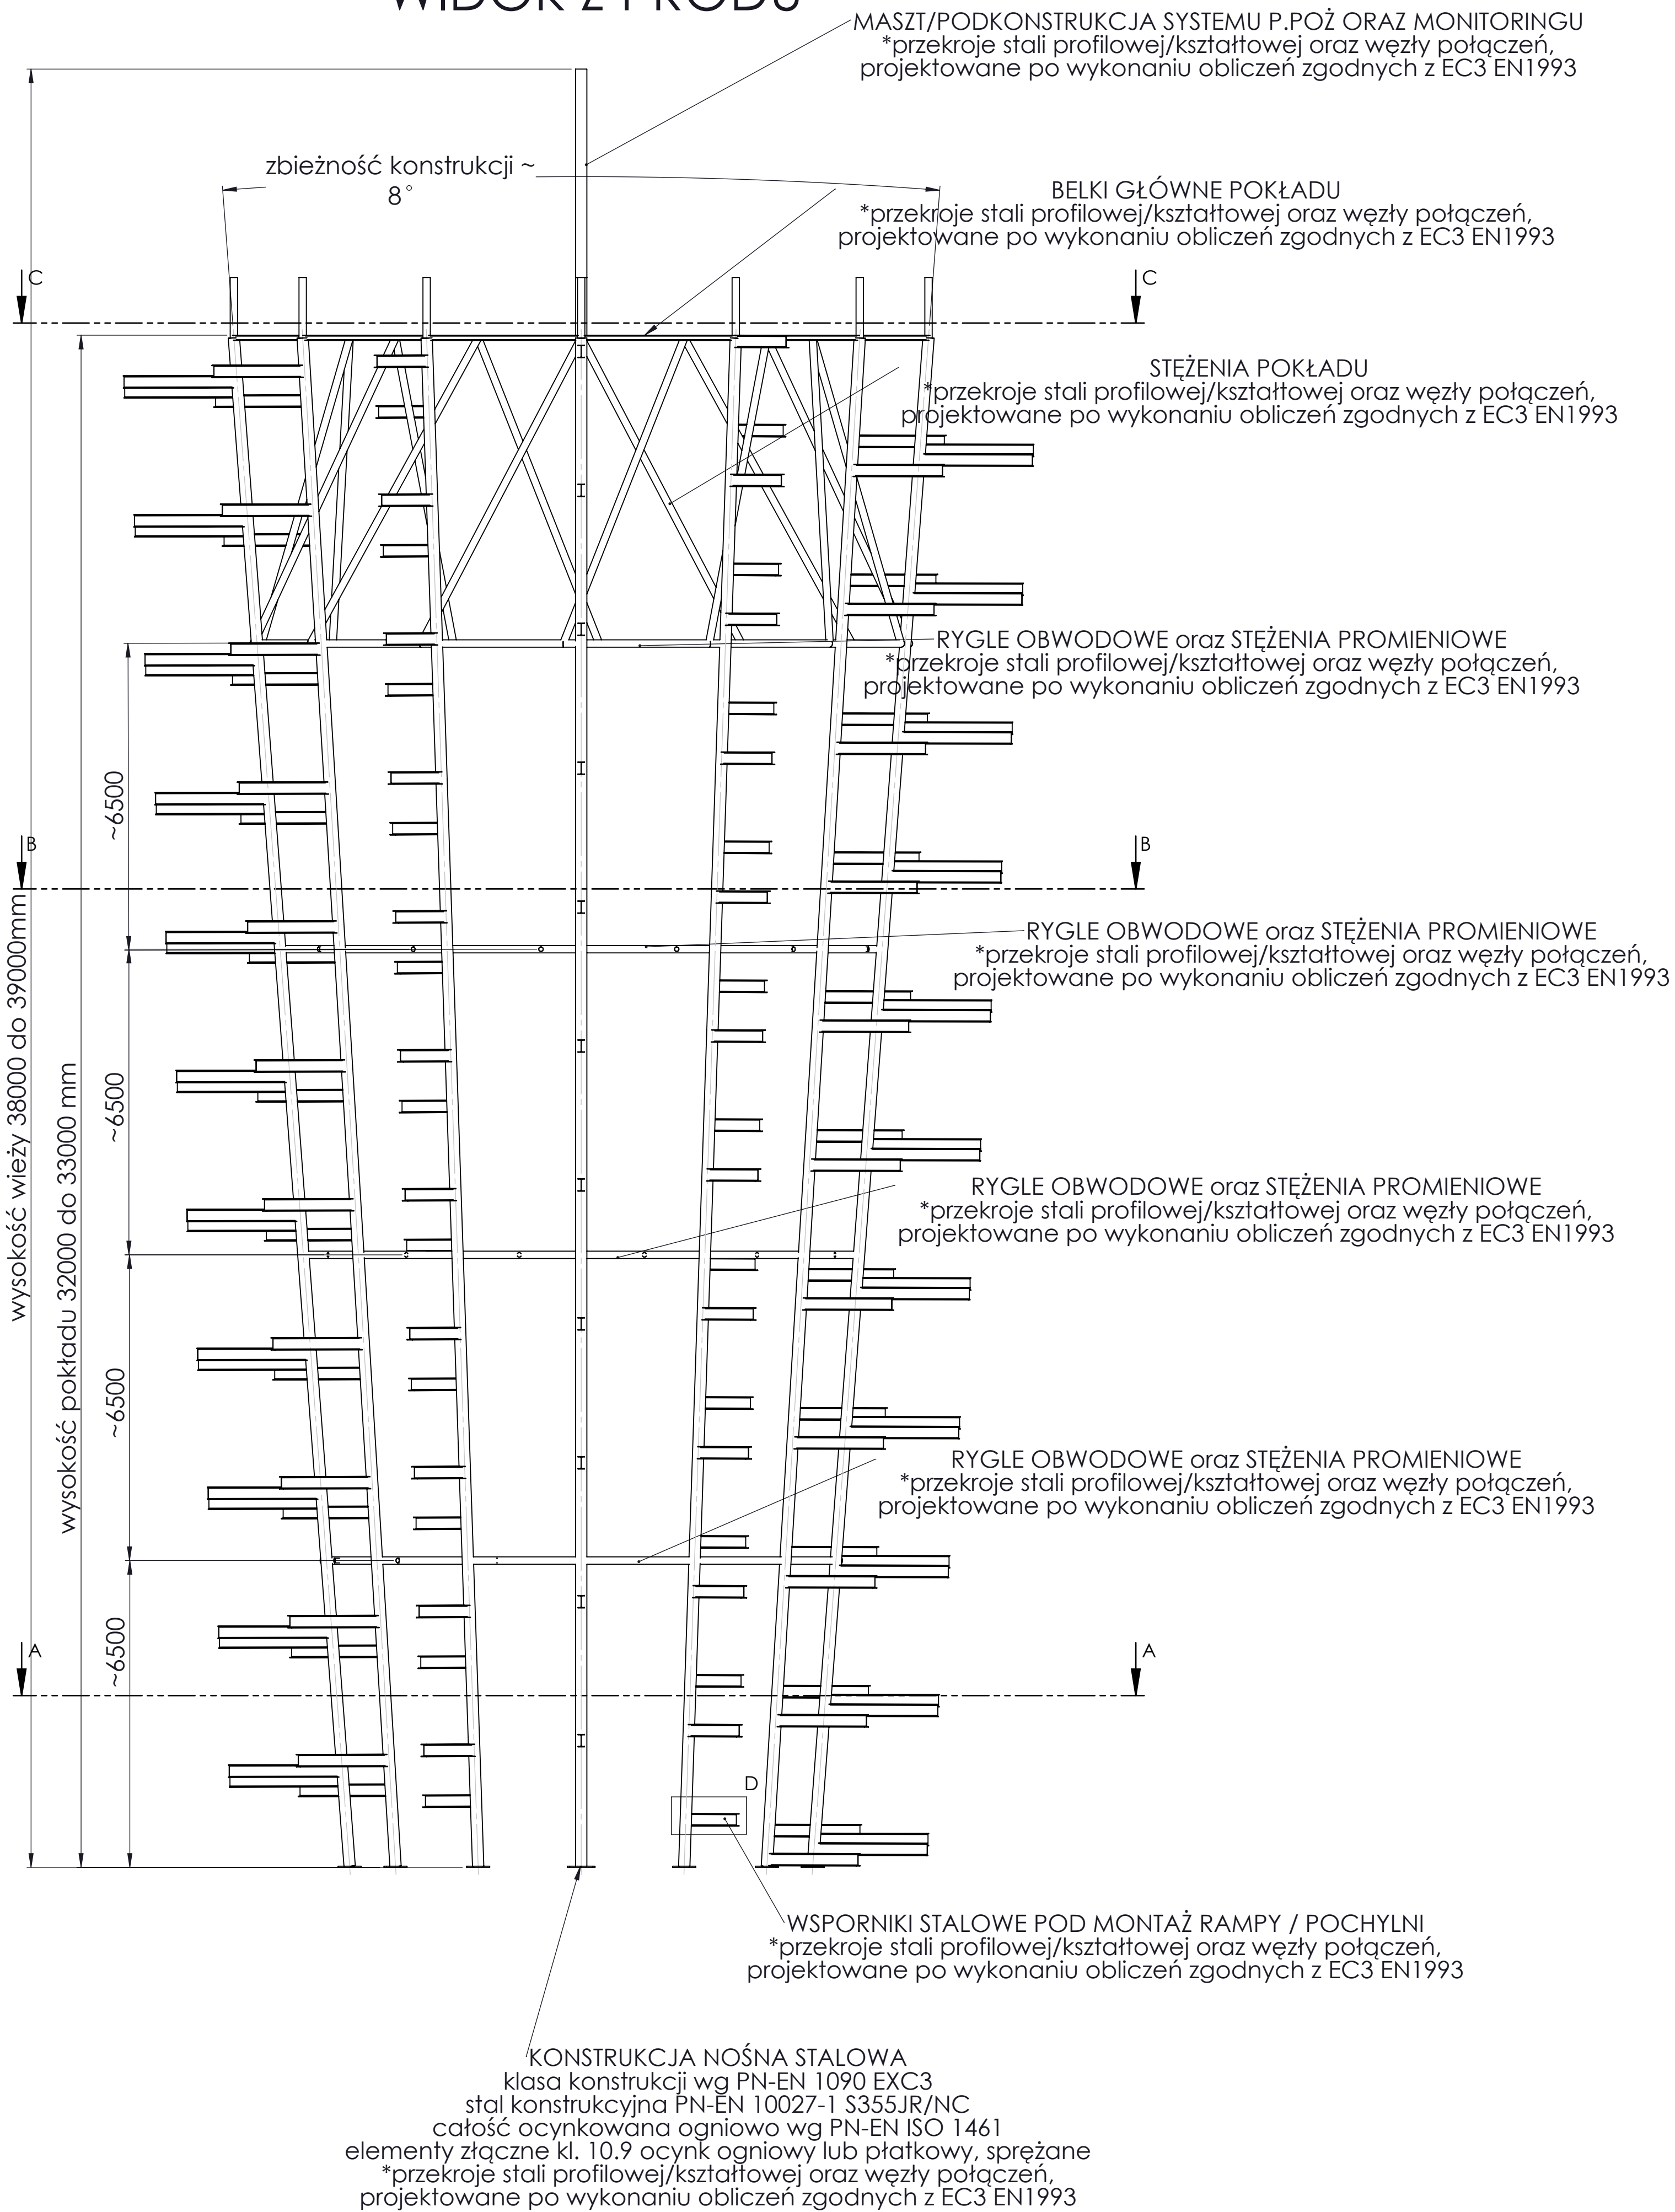 WIDOK Z PRZODU
MASZT/PODKONSTRUKCJA SYSTEMU P.POŻ ORAZ MONITORINGU
*przekroje stali profilowej/kształtowej oraz węzły połączeń,
projektowane po wykonaniu obliczeń zgodnych z EC3 EN1993
zbieżność konstrukcji ~
8°
BELKI GŁÓWNE POKŁADU
*przekroje stali profilowej/kształtowej oraz węzły połączeń,
projektowane po wykonaniu obliczeń zgodnych z EC3 EN1993
C
C
STĘŻENIA POKŁADU
*przekroje stali profilowej/kształtowej oraz węzły połączeń,
projektowane po wykonaniu obliczeń zgodnych z EC3 EN1993
RYGLE OBWODOWE oraz STĘŻENIA PROMIENIOWE
*przekroje stali profilowej/kształtowej oraz węzły połączeń,
projektowane po wykonaniu obliczeń zgodnych z EC3 EN1993
~6500
B
B
RYGLE OBWODOWE oraz STĘŻENIA PROMIENIOWE
*przekroje stali profilowej/kształtowej oraz węzły połączeń,
projektowane po wykonaniu obliczeń zgodnych z EC3 EN1993
wysokość wieży 38000 do 39000mm
wysokość pokładu 32000 do 33000 mm
~6500
RYGLE OBWODOWE oraz STĘŻENIA PROMIENIOWE
*przekroje stali profilowej/kształtowej oraz węzły połączeń,
projektowane po wykonaniu obliczeń zgodnych z EC3 EN1993
~6500
RYGLE OBWODOWE oraz STĘŻENIA PROMIENIOWE
*przekroje stali profilowej/kształtowej oraz węzły połączeń,
projektowane po wykonaniu obliczeń zgodnych z EC3 EN1993
~6500
A
A
D
WSPORNIKI STALOWE POD MONTAŻ RAMPY / POCHYLNI
*przekroje stali profilowej/kształtowej oraz węzły połączeń,
projektowane po wykonaniu obliczeń zgodnych z EC3 EN1993
KONSTRUKCJA NOŚNA STALOWA
klasa konstrukcji wg PN-EN 1090 EXC3
stal konstrukcyjna PN-EN 10027-1 S355JR/NC
całość ocynkowana ogniowo wg PN-EN ISO 1461
elementy złączne kl. 10.9 ocynk ogniowy lub płatkowy, sprężane
*przekroje stali profilowej/kształtowej oraz węzły połączeń,
projektowane po wykonaniu obliczeń zgodnych z EC3 EN1993